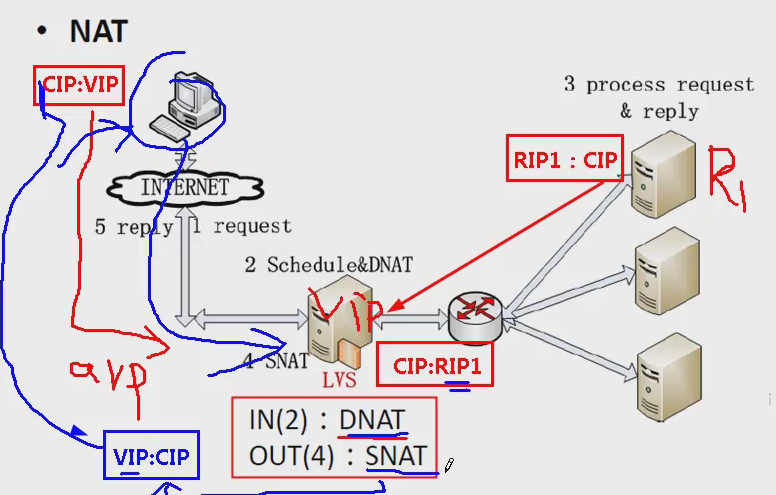 • NAT
CIP:VIP
3 process request
& reply
RIP1：CIP
R1
INTERNET
5 reply
1 request
2 Schedule&DNAT
VIP
4 SNAT
LVS
CIP:RIP1
IN(2)：DNAT
OUT(4)：SNAT
VIP:CIP